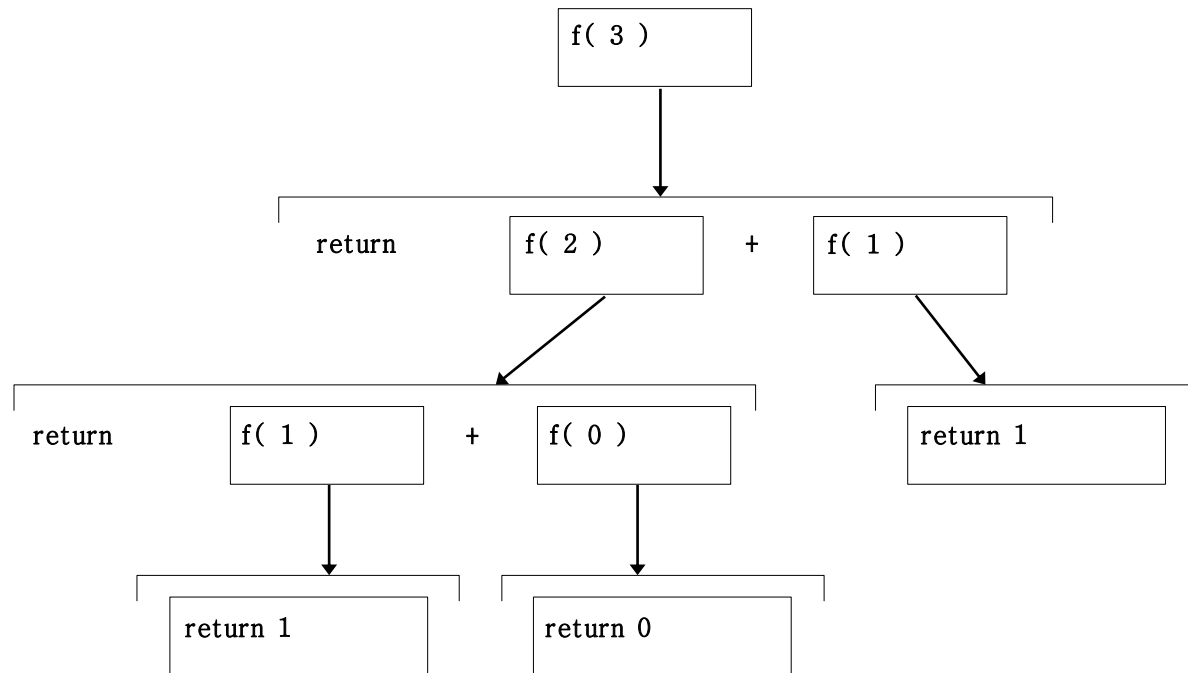 f( 3 )
return f( 2 ) + f( 1 )
return f( 1 ) + f( 0 ) return 1
return 1 return 0